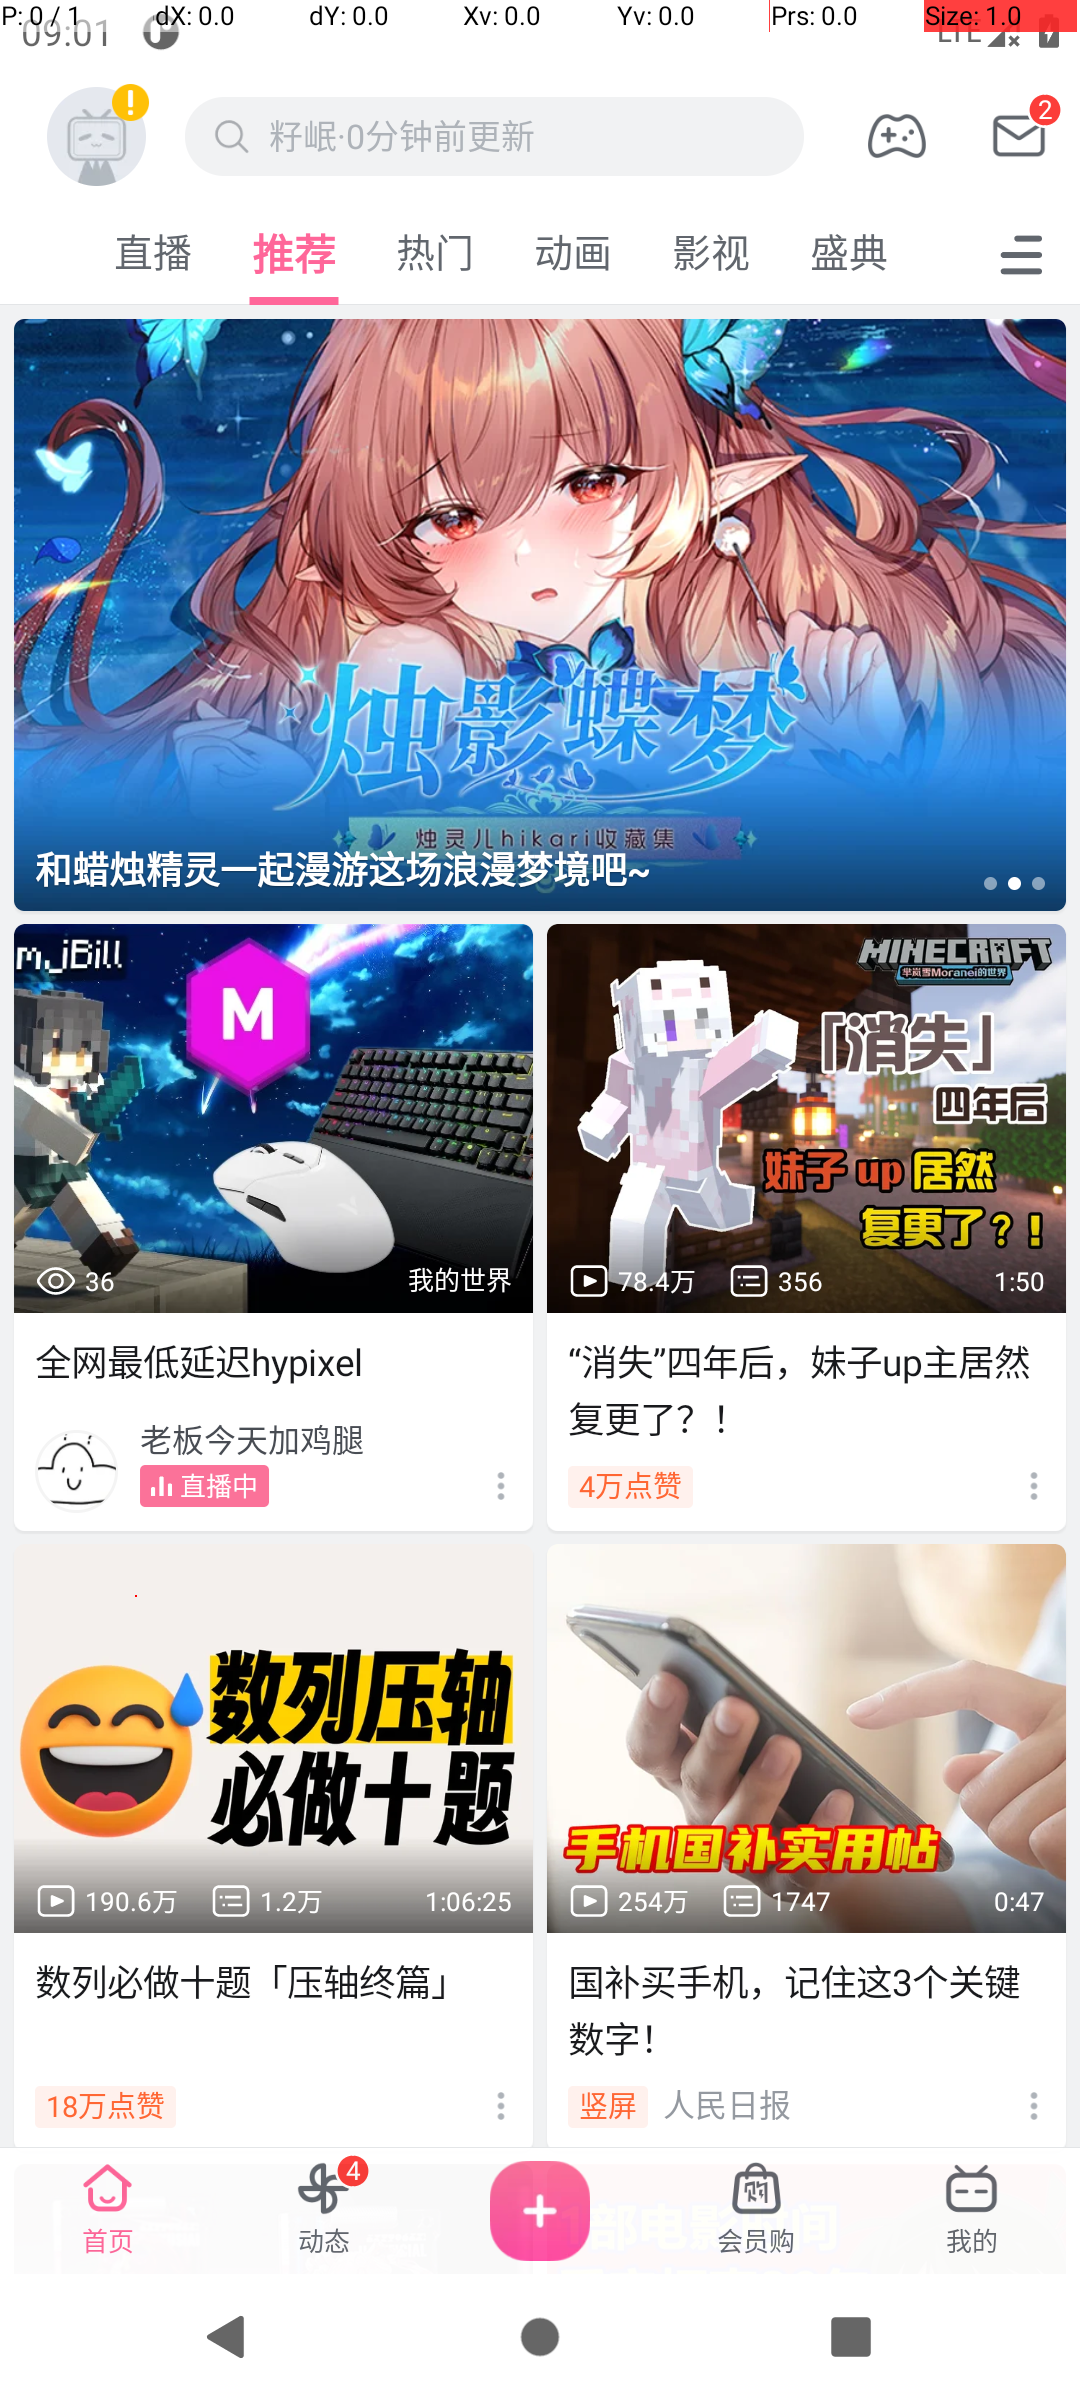 P: 0 / 1 dX: 0.0 dY: 0.0 Xv: 0.0 Yv: 0.0 Prs: 0.0 Size: 1.0
09:01 LTE
籽岷·0分钟前更新 2
直播 推荐 热门 动画 影视 盛典
烛影蝶梦
烛灵儿hikari收藏集
和蜡烛精灵一起漫游这场浪漫梦境吧~
m_iBill
M
36 我的世界
全网最低延迟hypixel
老板今天加鸡腿
直播中
MINECRAFT
芈岚雪Moranei的世界
「消失」
四年后
妹子up居然
复更了?!
78.4万 356 1:50
“消失”四年后，妹子up主居然
复更了？！
4万点赞
数列压轴
必做十题
190.6万 1.2万 1:06:25
数列必做十题「压轴终篇」
18万点赞
手机国补实用帖
254万 1747 0:47
国补买手机，记住这3个关键
数字！
竖屏 人民日报
部电影 间
首页 动态 4 会员购 我的